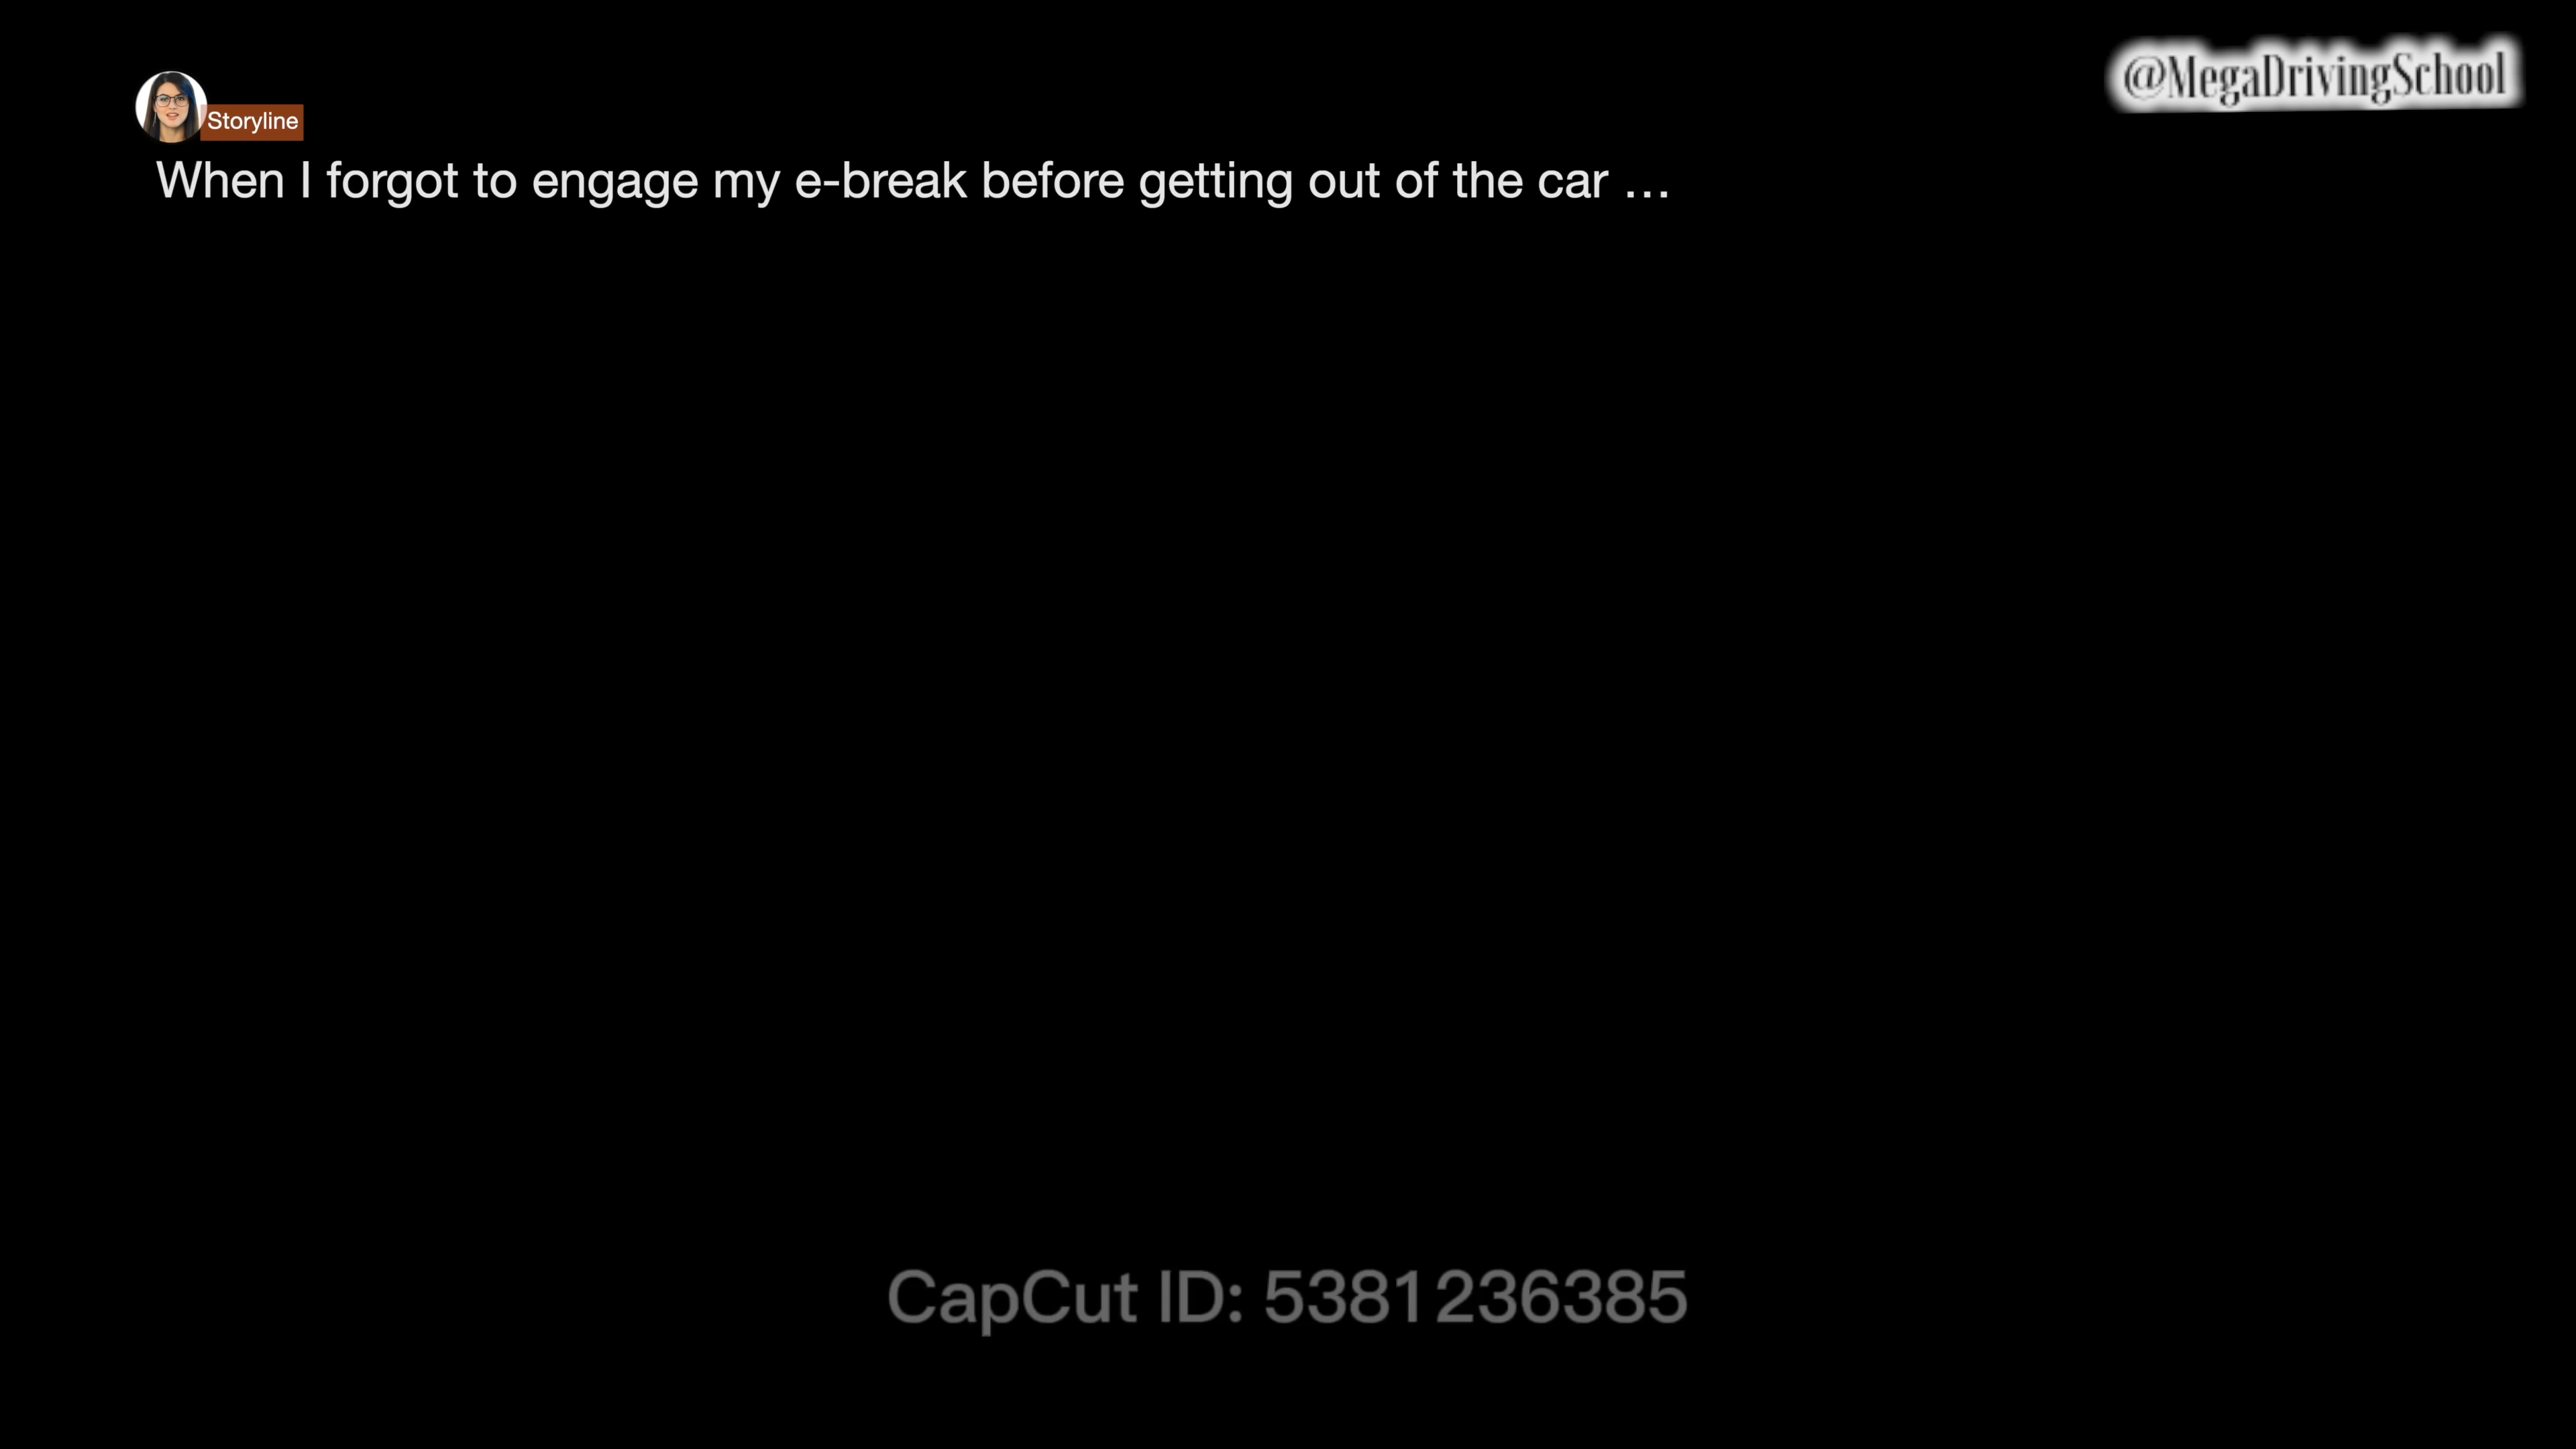 @MegaDrivingSchool
Storyline
When I forgot to engage my e-break before getting out of the car ...
CapCut ID: 5381236385